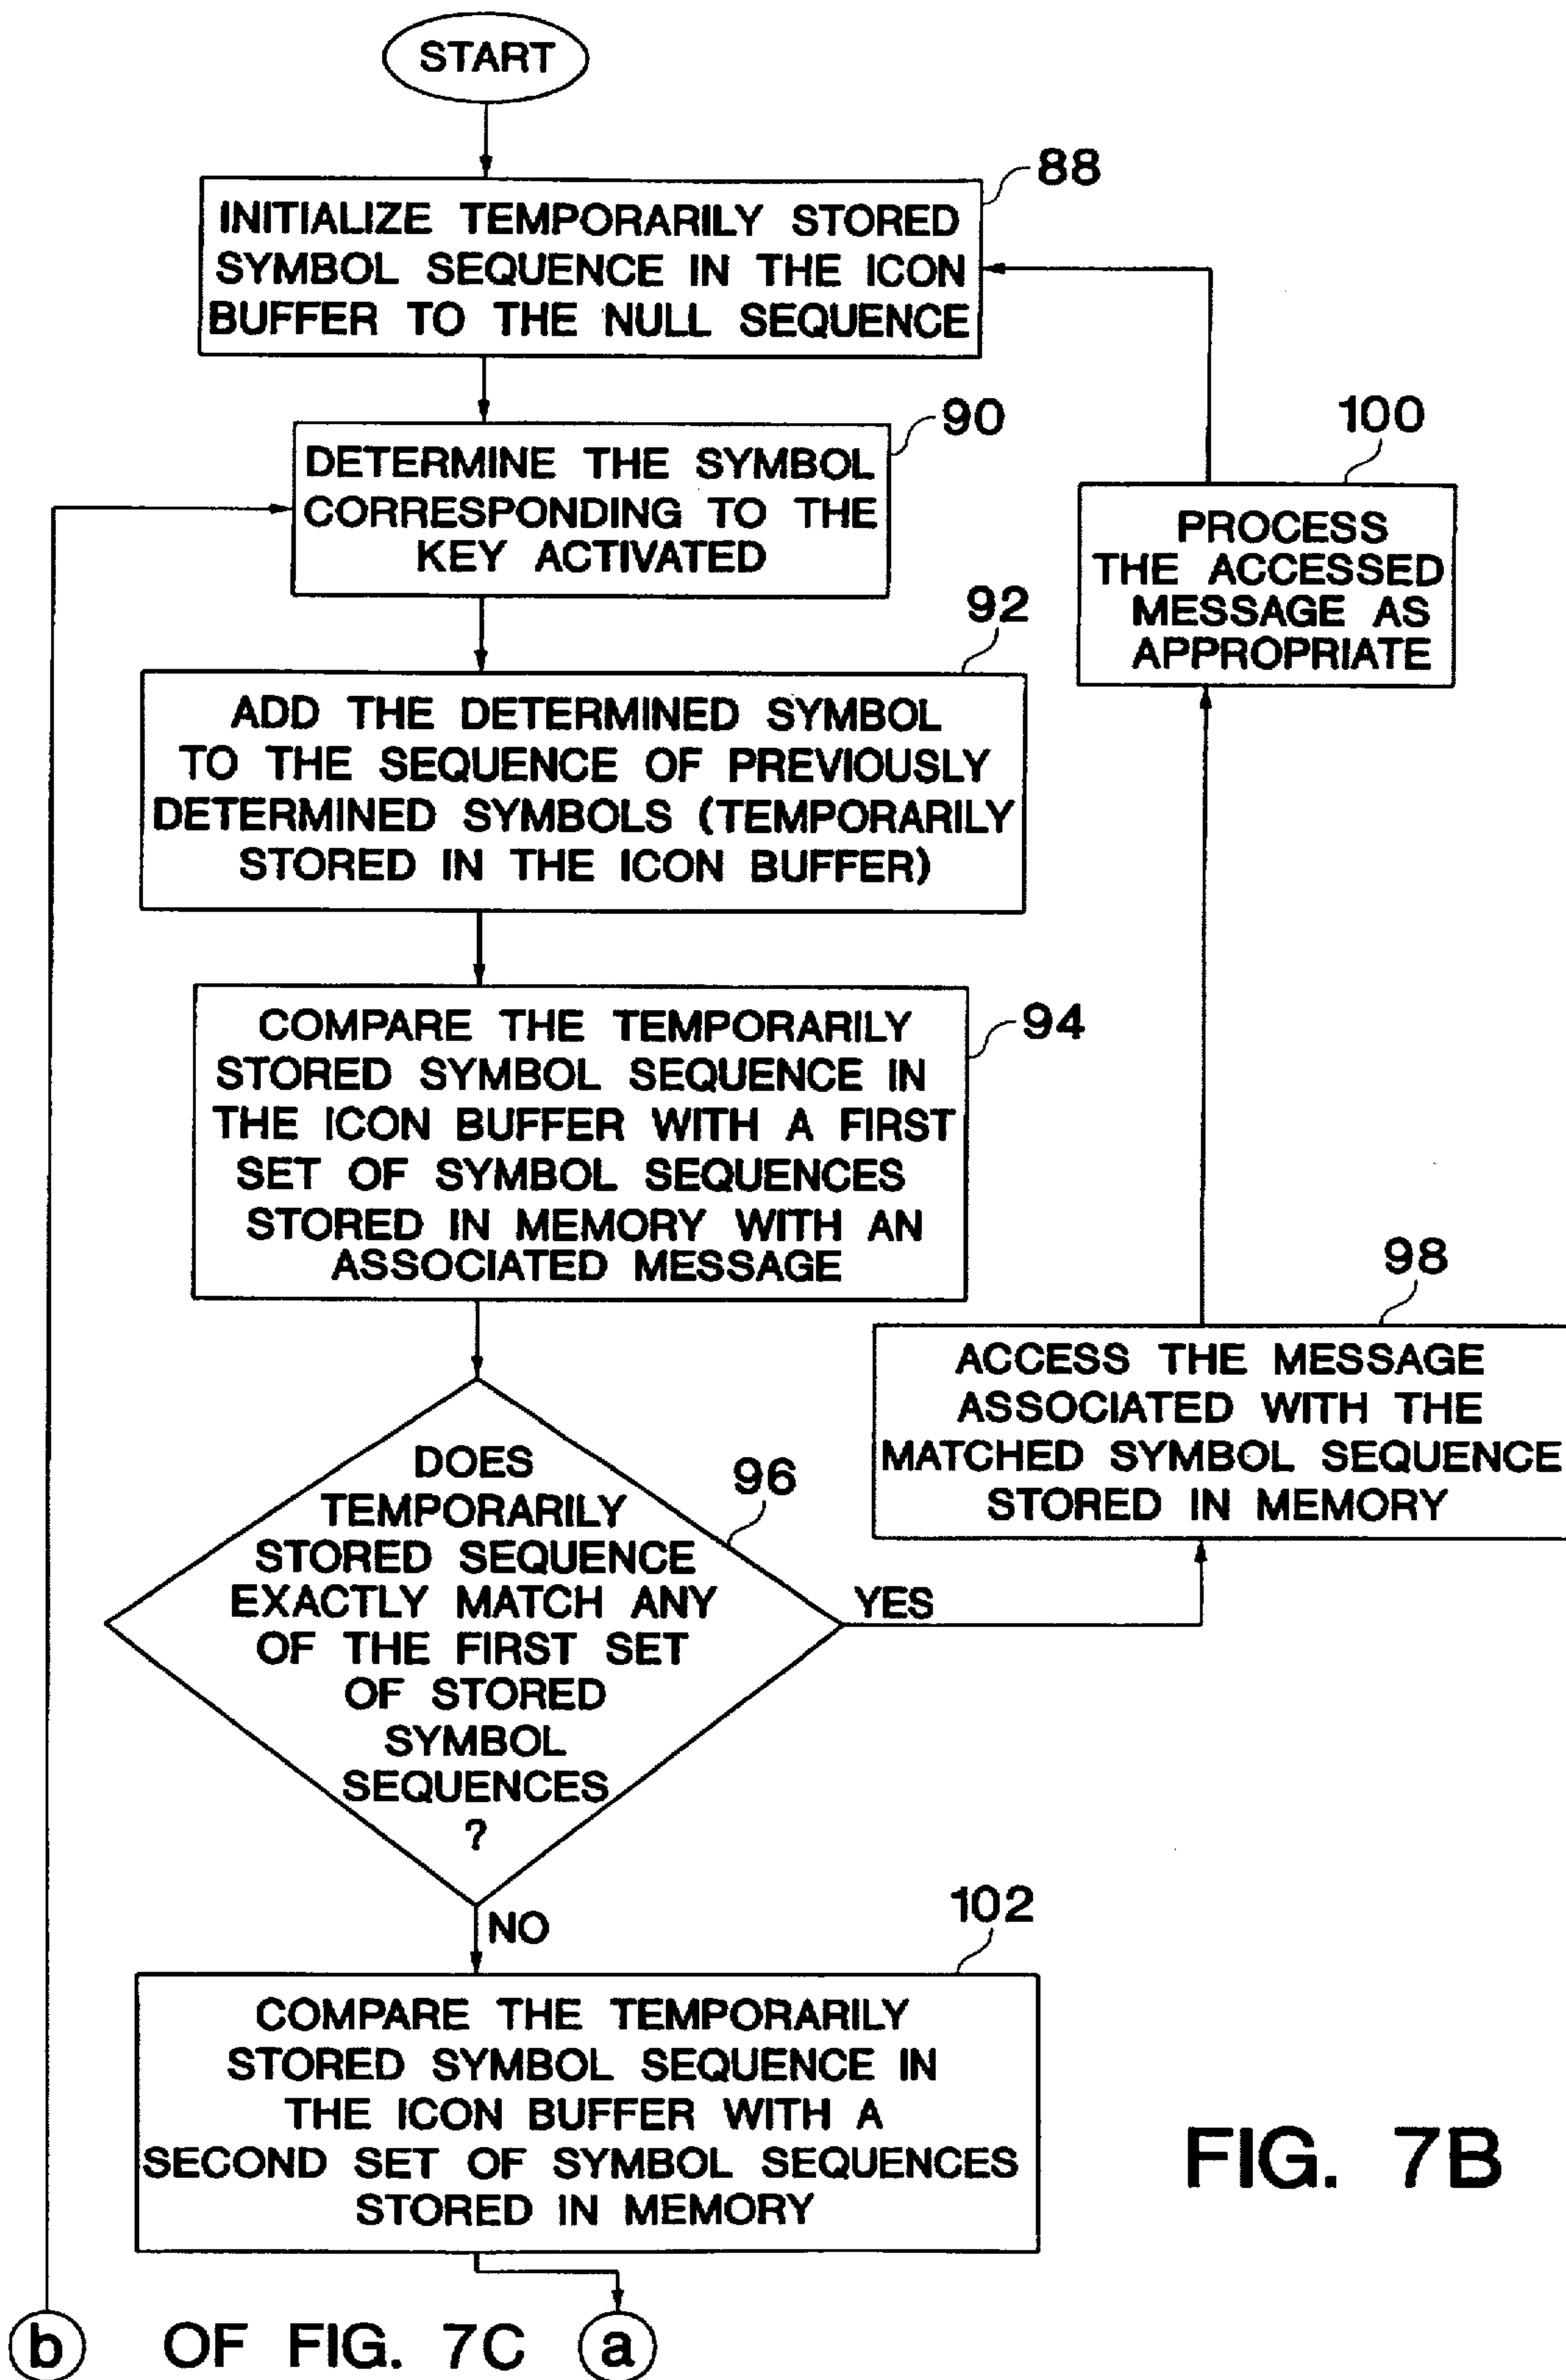 START
88
INITIALIZE TEMPORARILY STORED
SYMBOL SEQUENCE IN THE ICON
BUFFER TO THE NULL SEQUENCE
90
DETERMINE THE SYMBOL
CORRESPONDING TO THE
KEY ACTIVATED
100
PROCESS
THE ACCESSED
MESSAGE AS
APPROPRIATE
92
ADD THE DETERMINED SYMBOL
TO THE SEQUENCE OF PREVIOUSLY
DETERMINED SYMBOLS (TEMPORARILY
STORED IN THE ICON BUFFER)
94
COMPARE THE TEMPORARILY
STORED SYMBOL SEQUENCE IN
THE ICON BUFFER WITH A FIRST
SET OF SYMBOL SEQUENCES
STORED IN MEMORY WITH AN
ASSOCIATED MESSAGE
98
ACCESS THE MESSAGE
ASSOCIATED WITH THE
MATCHED SYMBOL SEQUENCE
STORED IN MEMORY
96
DOES
TEMPORARILY
STORED SEQUENCE
EXACTLY MATCH ANY
OF THE FIRST SET
OF STORED
SYMBOL
SEQUENCES
?
YES
NO
102
COMPARE THE TEMPORARILY
STORED SYMBOL SEQUENCE IN
THE ICON BUFFER WITH A
SECOND SET OF SYMBOL SEQUENCES
STORED IN MEMORY
FIG. 7B
b OF FIG. 7C a